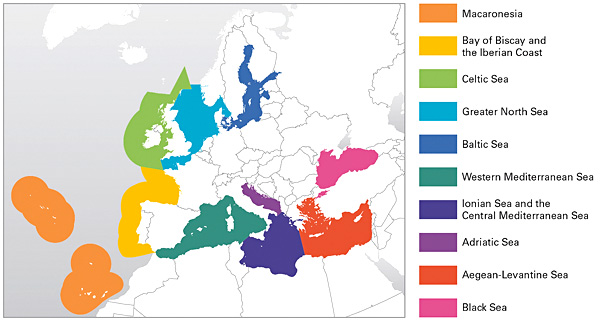 Macaronesia
Bay of Biscay and
the Iberian Coast
Celtic Sea
Greater North Sea
Baltic Sea
Western Mediterranean Sea
Ionian Sea and the
Central Mediterranean Sea
Adriatic Sea
Aegean-Levantine Sea
Black Sea